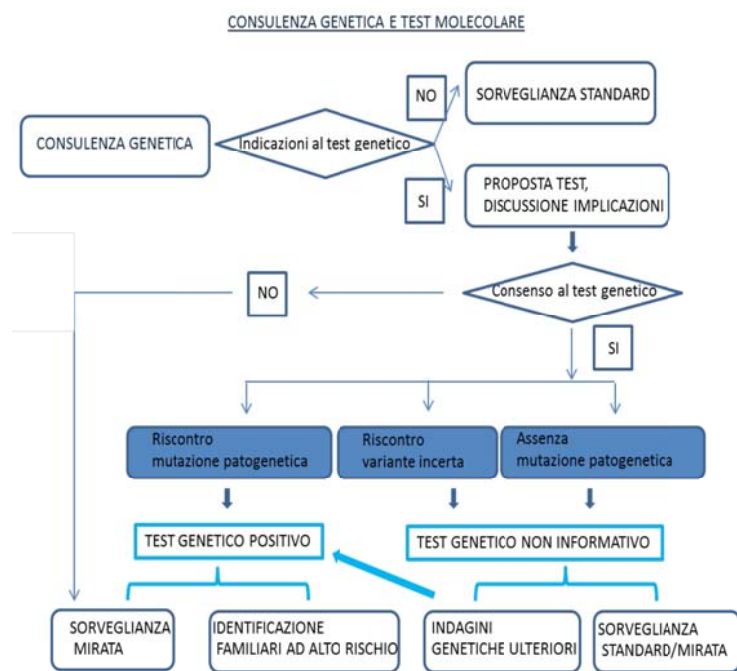 CONSULENZA GENETICA E TEST MOLECOLARE
NO
SORVEGLIANZA STANDARD
CONSULENZA GENETICA
Indicazioni al test genetico
SI
PROPOSTA TEST,
DISCUSSIONE IMPLICAZIONI
NO
Consenso al test genetico
SI
Riscontro
mutazione patogenetica
Riscontro
variante incerta
Assenza
mutazione patogenetica
TEST GENETICO POSITIVO
TEST GENETICO NON INFORMATIVO
SORVEGLIANZA
MIRATA
IDENTIFICAZIONE
FAMILIARI AD ALTO RISCHIO
INDAGINI
GENETICHE ULTERIORI
SORVEGLIANZA
STANDARD/MIRATA